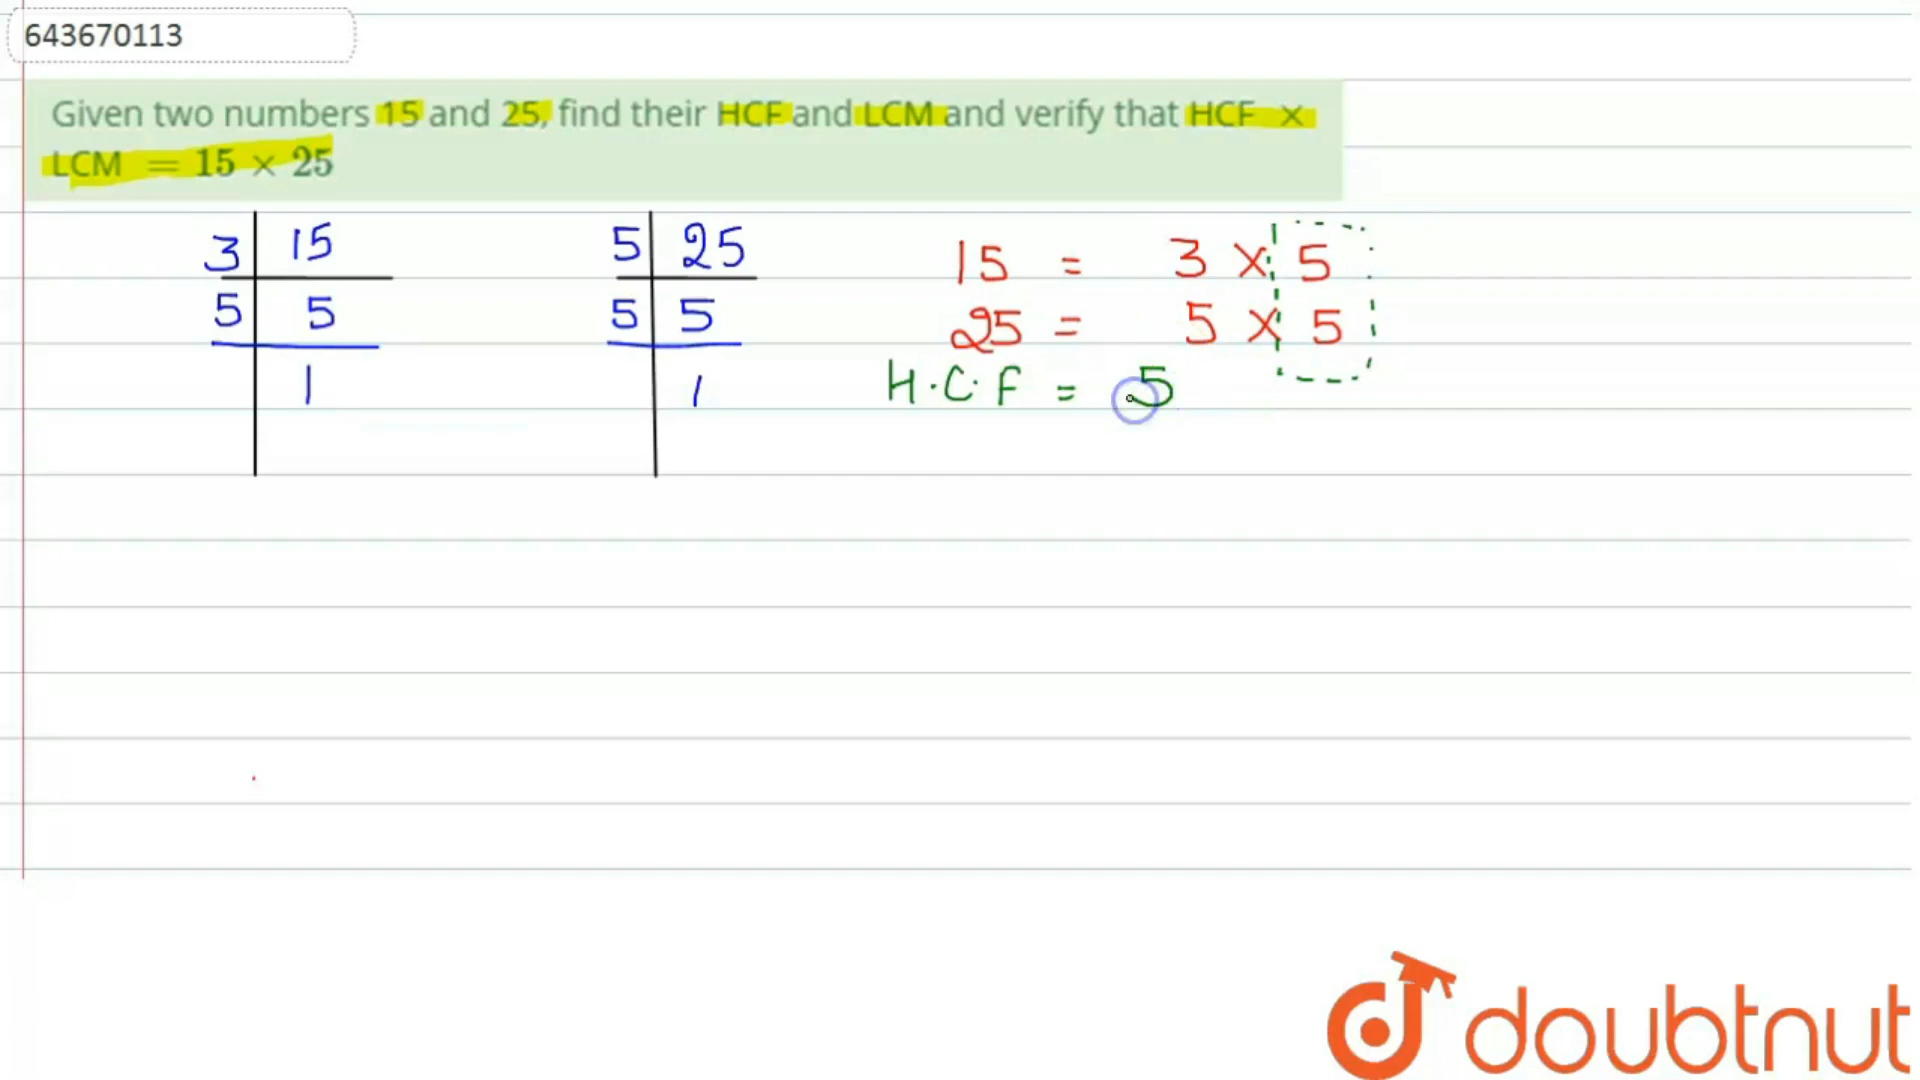 643670113
Given two numbers 15 and 25, find their HCF and LCM and verify that HCF ×
LCM = 15 × 25
3 15
5 5
1
5 25
5 5
1
15 = 3 × 5
25 = 5 × 5
H.C.F = 5
doubtnut